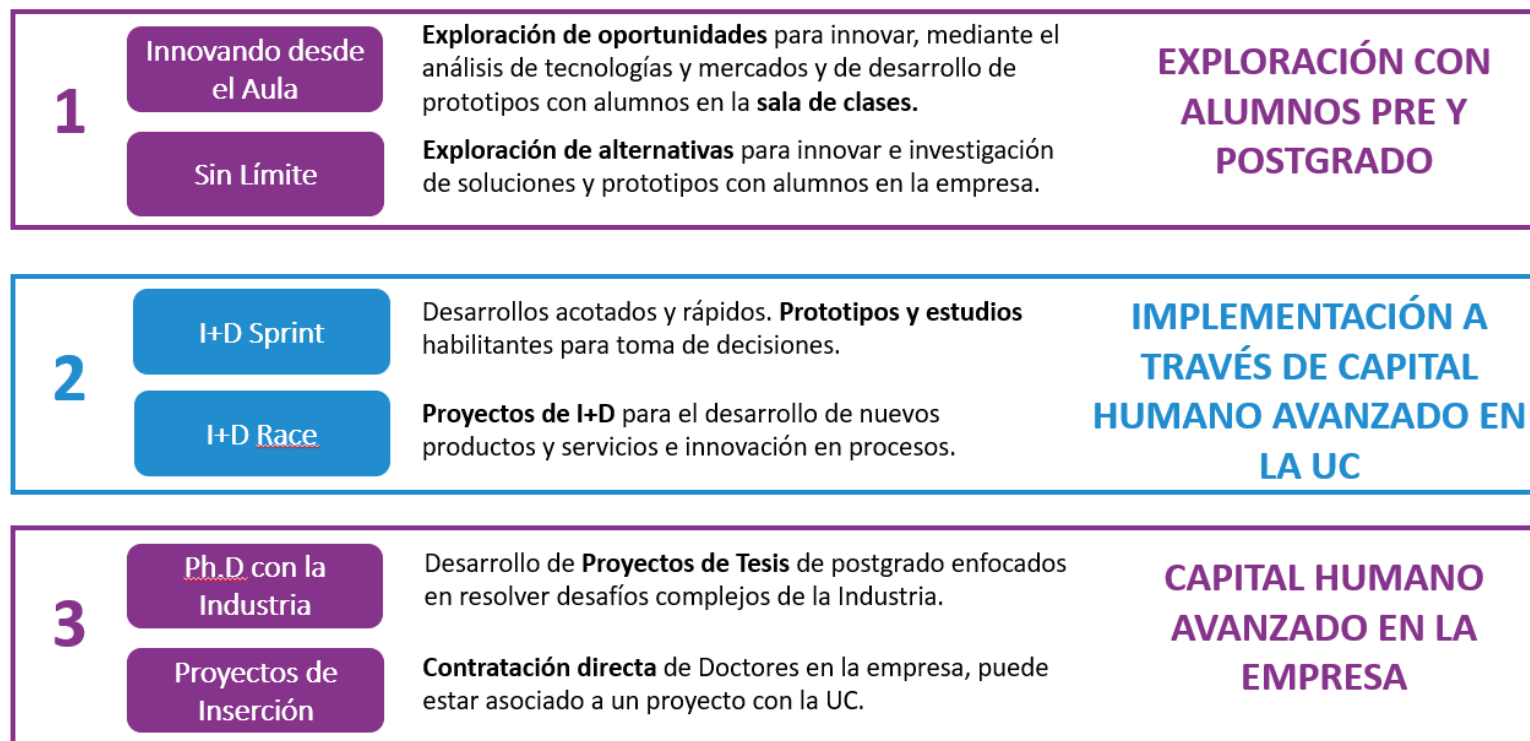 1
Innovando desde
el Aula
Exploración de oportunidades para innovar, mediante el
análisis de tecnologías y mercados y de desarrollo de
prototipos con alumnos en la sala de clases.
Sin Límite
Exploración de alternativas para innovar e investigación
de soluciones y prototipos con alumnos en la empresa.
EXPLORACIÓN CON
ALUMNOS PRE Y
POSTGRADO
2
I+D Sprint
Desarrollos acotados y rápidos. Prototipos y estudios
habilitantes para toma de decisiones.
I+D Race
Proyectos de I+D para el desarrollo de nuevos
productos y servicios e innovación en procesos.
IMPLEMENTACIÓN A
TRAVÉS DE CAPITAL
HUMANO AVANZADO EN
LA UC
3
Ph.D con la
Industria
Desarrollo de Proyectos de Tesis de postgrado enfocados
en resolver desafíos complejos de la Industria.
Proyectos de
Inserción
Contratación directa de Doctores en la empresa, puede
estar asociado a un proyecto con la UC.
CAPITAL HUMANO
AVANZADO EN LA
EMPRESA